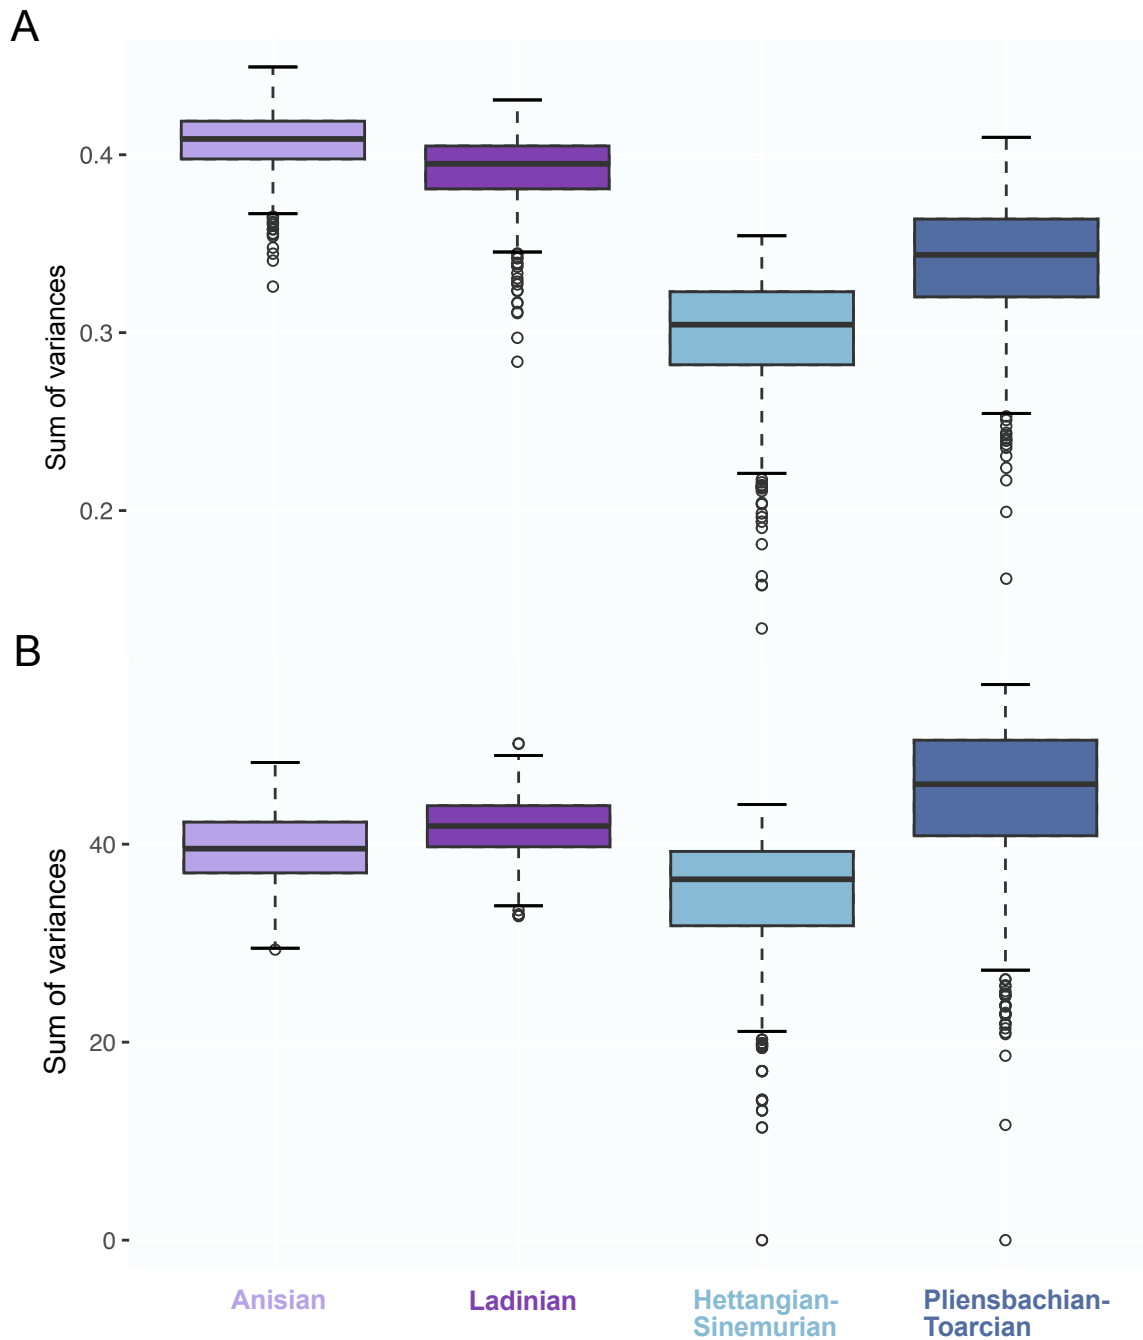 A
0.4
0.3
0.2
Sum of variances
B
40
20
0
Sum of variances
Anisian
Ladinian
Hettangian-
Sinemurian
Pliensbachian-
Toarcian